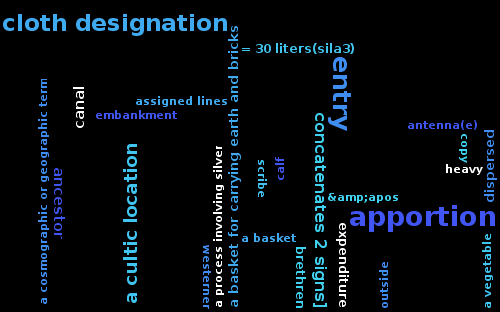 cloth designation
= 30 liters(sila3)
entry
canal
assigned lines
embankment
a cosmographic or geographic term
a basket for carrying earth and bricks
concatenates 2 signs]
antenna(e)
copy
dispersed
heavy
a cultic location
a process involving silver
scribe
calf
ancestor
&amp;apos
apportion
expenditure
a basket
westerner
brethren
outside
a vegetable